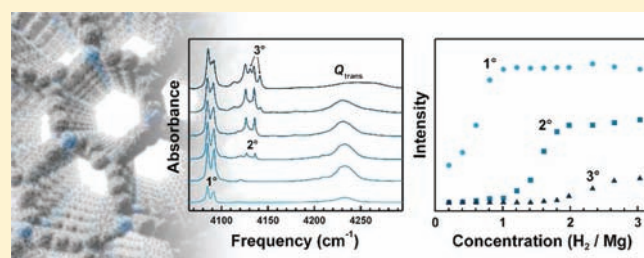 Absorbance
3°
Q trans
2°
1°
4100 4150 4200 4250
Frequency (cm⁻¹)
Intensity
1°
2°
3°
0 1 2 3
Concentration (H₂ / Mg)